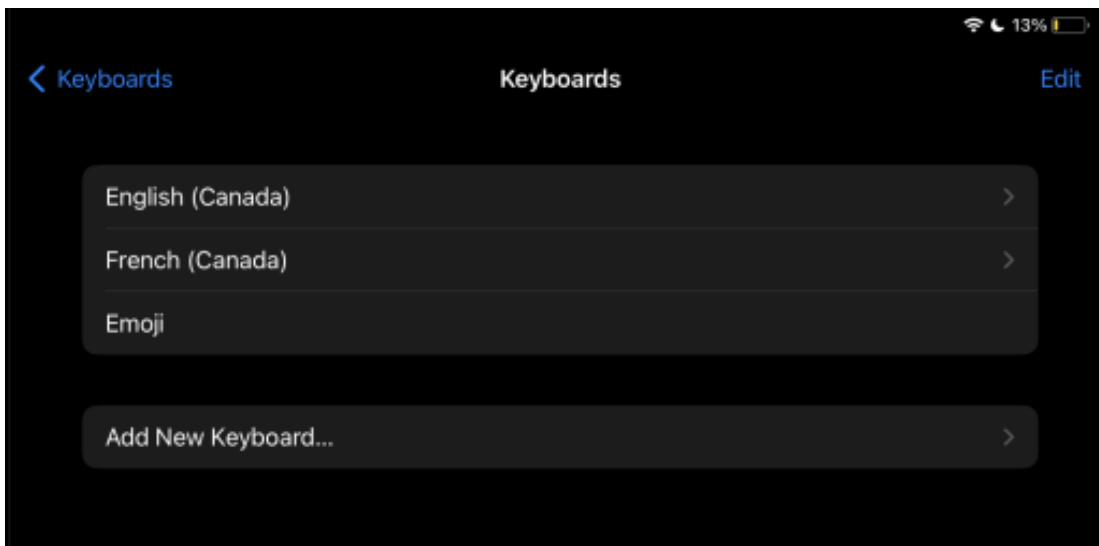 13%
Keyboards Keyboards Edit
English (Canada)
French (Canada)
Emoji
Add New Keyboard...